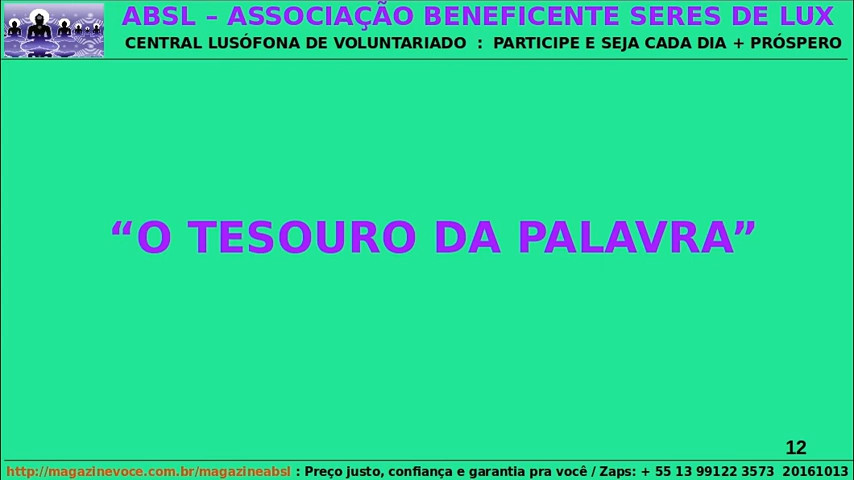 ABSL – ASSOCIAÇÃO BENEFICENTE SERES DE LUX
CENTRAL LUSÓFONA DE VOLUNTARIADO : PARTICIPE E SEJA CADA DIA + PRÓSPERO
“O TESOURO DA PALAVRA”
12
http://magazinevoce.com.br/magazineabsl : Preço justo, confiança e garantia pra você / Zaps: + 55 13 99122 3573 20161013